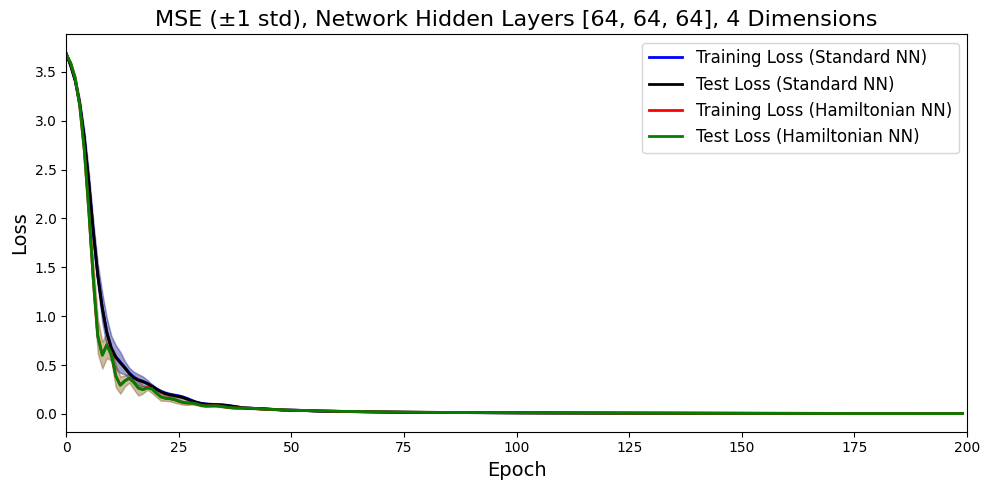 MSE (±1 std), Network Hidden Layers [64, 64, 64], 4 Dimensions
Training Loss (Standard NN)
Test Loss (Standard NN)
Training Loss (Hamiltonian NN)
Test Loss (Hamiltonian NN)
Loss
3.5
3.0
2.5
2.0
1.5
1.0
0.5
0.0
0 25 50 75 100 125 150 175 200
Epoch